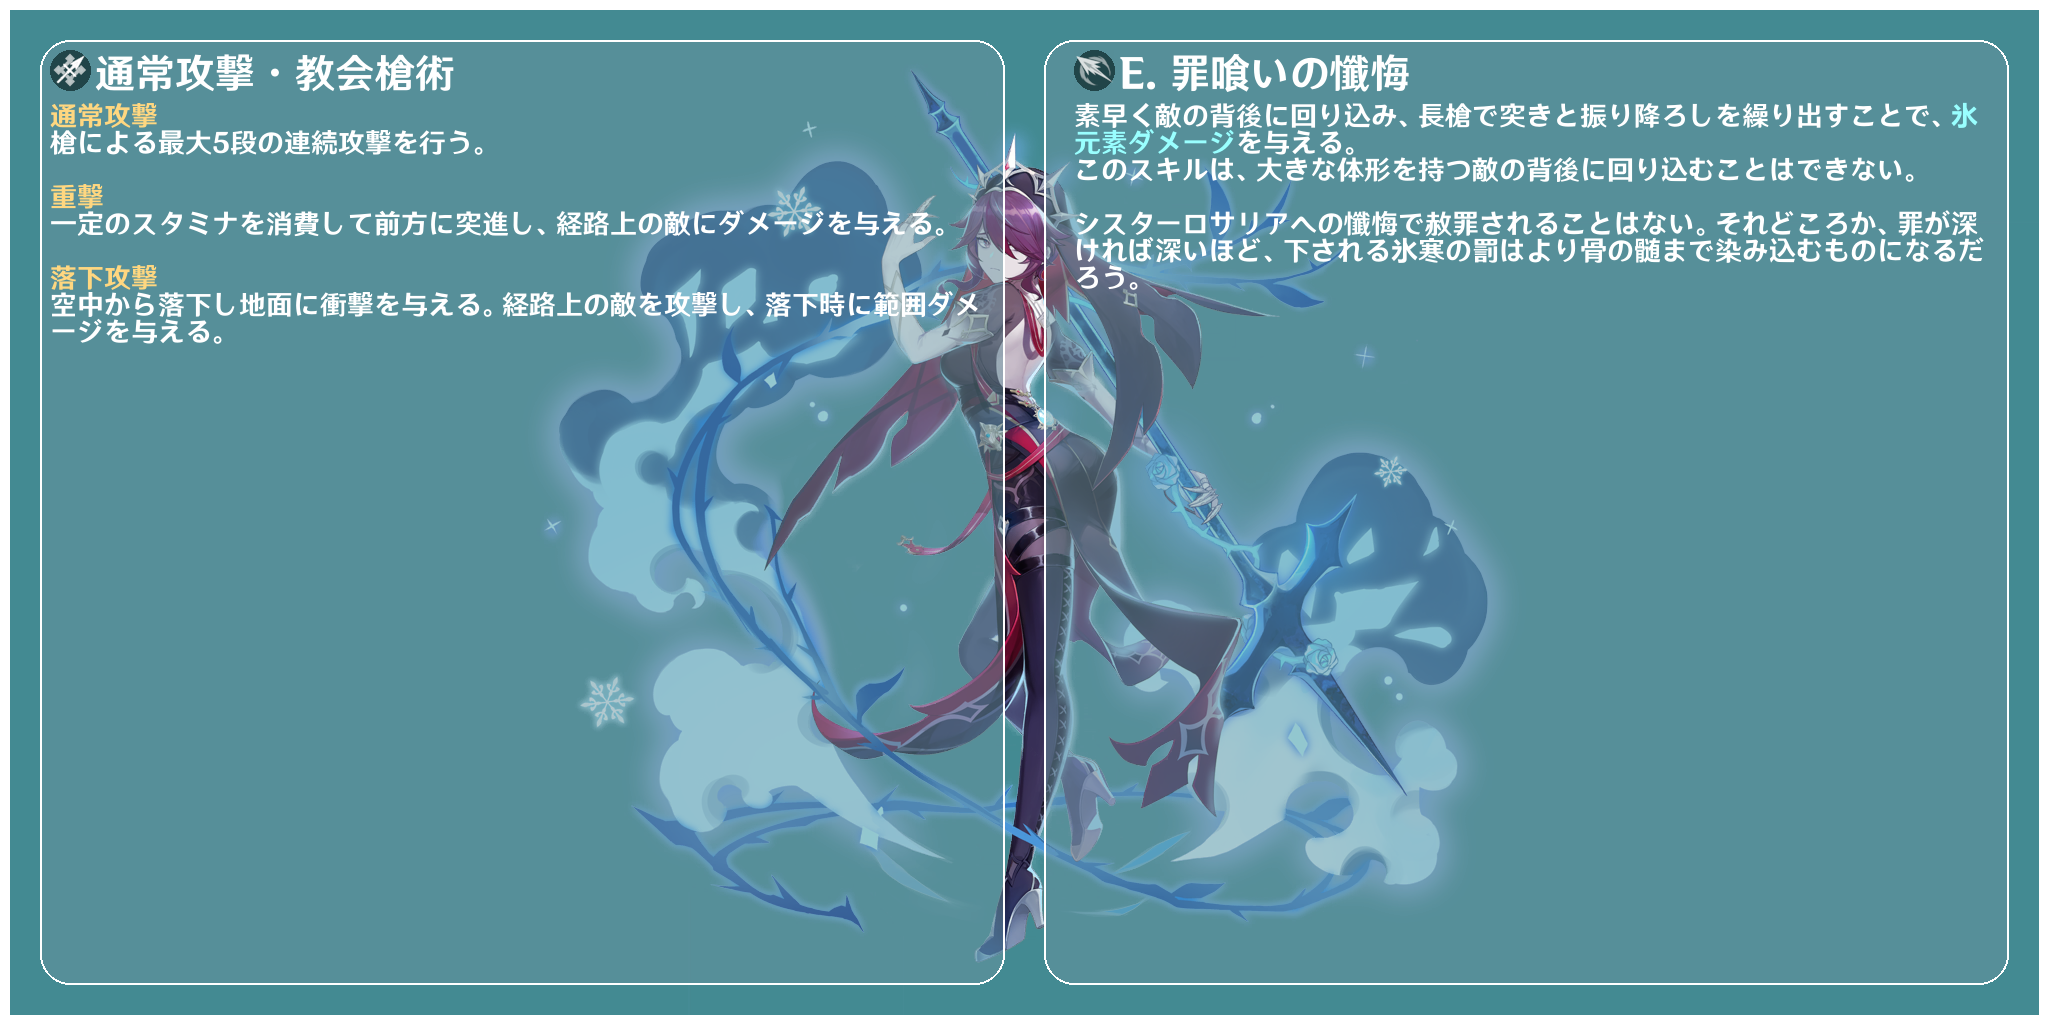 通常攻撃・教会槍術
通常攻撃
槍による最大5段の連続攻撃を行う。
重撃
一定のスタミナを消費して前方に突進し、経路上の敵にダメージを与える。
落下攻撃
空中から落下し地面に衝撃を与える。経路上の敵を攻撃し、落下時に範囲ダメ
ージを与える。
E. 罪喰いの懺悔
素早く敵の背後に回り込み、長槍で突きと振り降ろしを繰り出すことで、氷
元素ダメージを与える。
このスキルは、大きな体形を持つ敵の背後に回り込むことはできない。
シスターロサリアへの懺悔で赦罪されることはない。それどころか、罪が深
ければ深いほど、下される氷寒の罰はより骨の髄まで染み込むものになるだ
ろう。